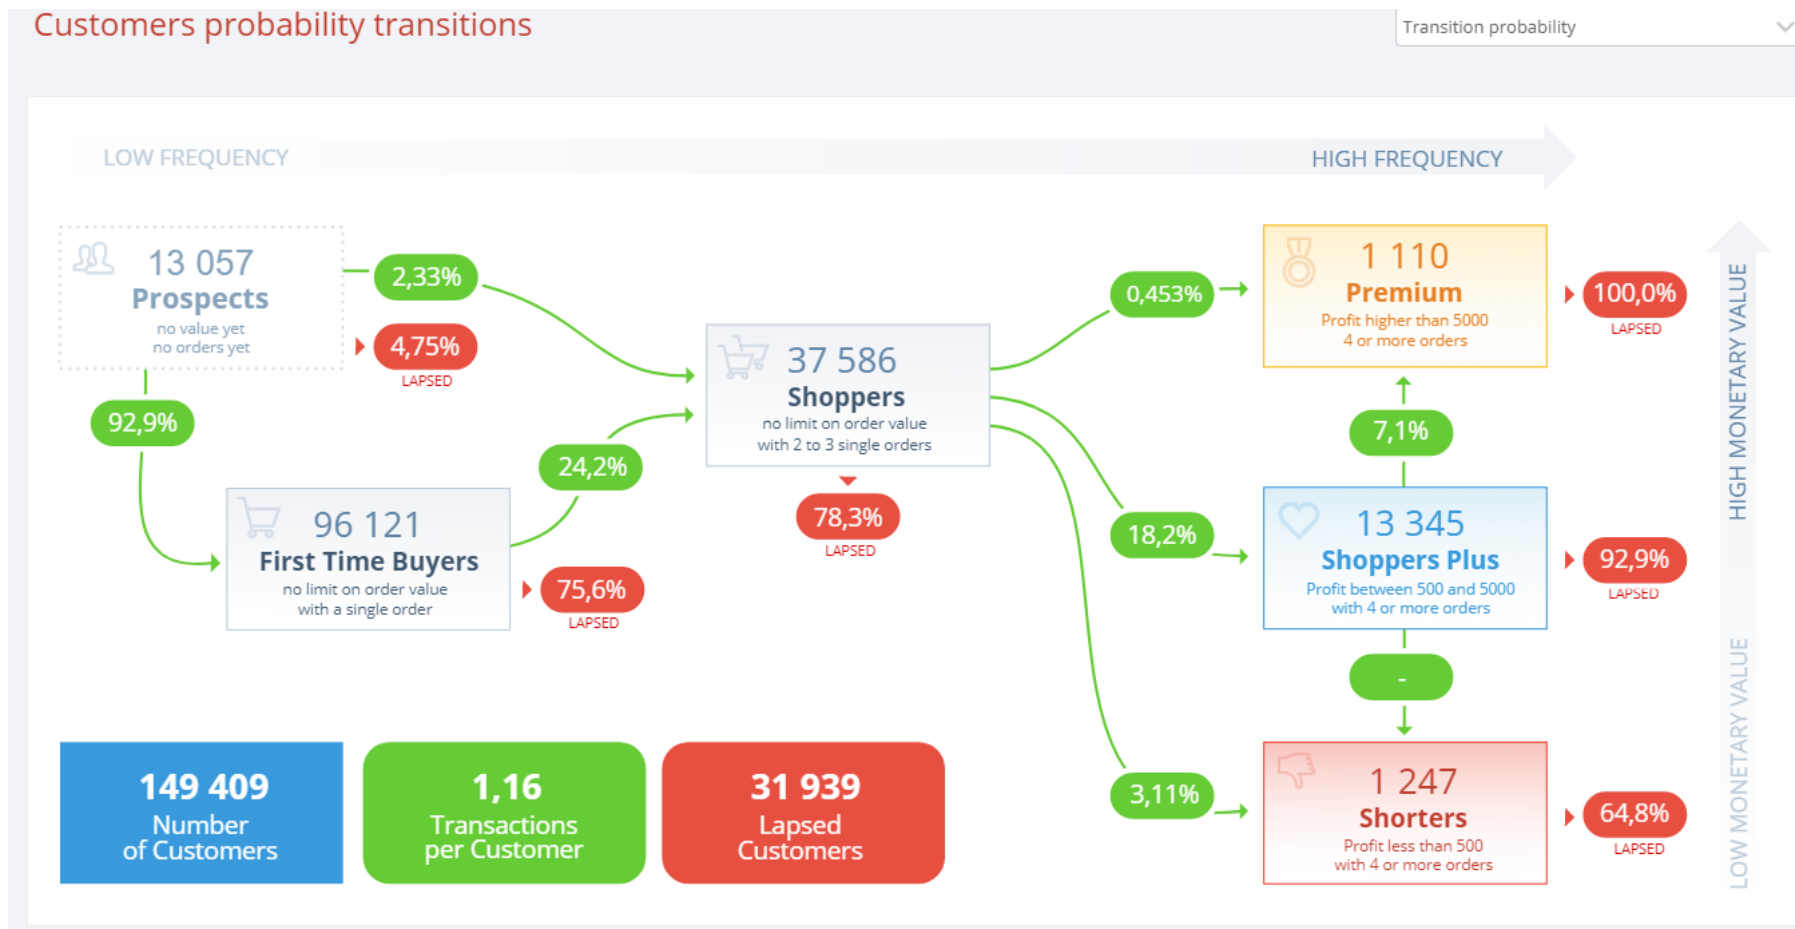 Customers probability transitions
Transition probability
LOW FREQUENCY
HIGH FREQUENCY
13 057
Prospects
no value yet
no orders yet
2,33%
4,75%
LAPSED
92,9%
96 121
First Time Buyers
no limit on order value
with a single order
24,2%
75,6%
LAPSED
37 586
Shoppers
no limit on order value
with 2 to 3 single orders
78,3%
LAPSED
0,453%
18,2%
3,11%
1 110
Premium
Profit higher than 5000
4 or more orders
100,0%
LAPSED
7,1%
13 345
Shoppers Plus
Profit between 500 and 5000
with 4 or more orders
92,9%
LAPSED
-
1 247
Shorters
Profit less than 500
with 4 or more orders
64,8%
LAPSED
HIGH MONETARY VALUE
LOW MONETARY VALUE
149 409
Number
of Customers
1,16
Transactions
per Customer
31 939
Lapsed
Customers